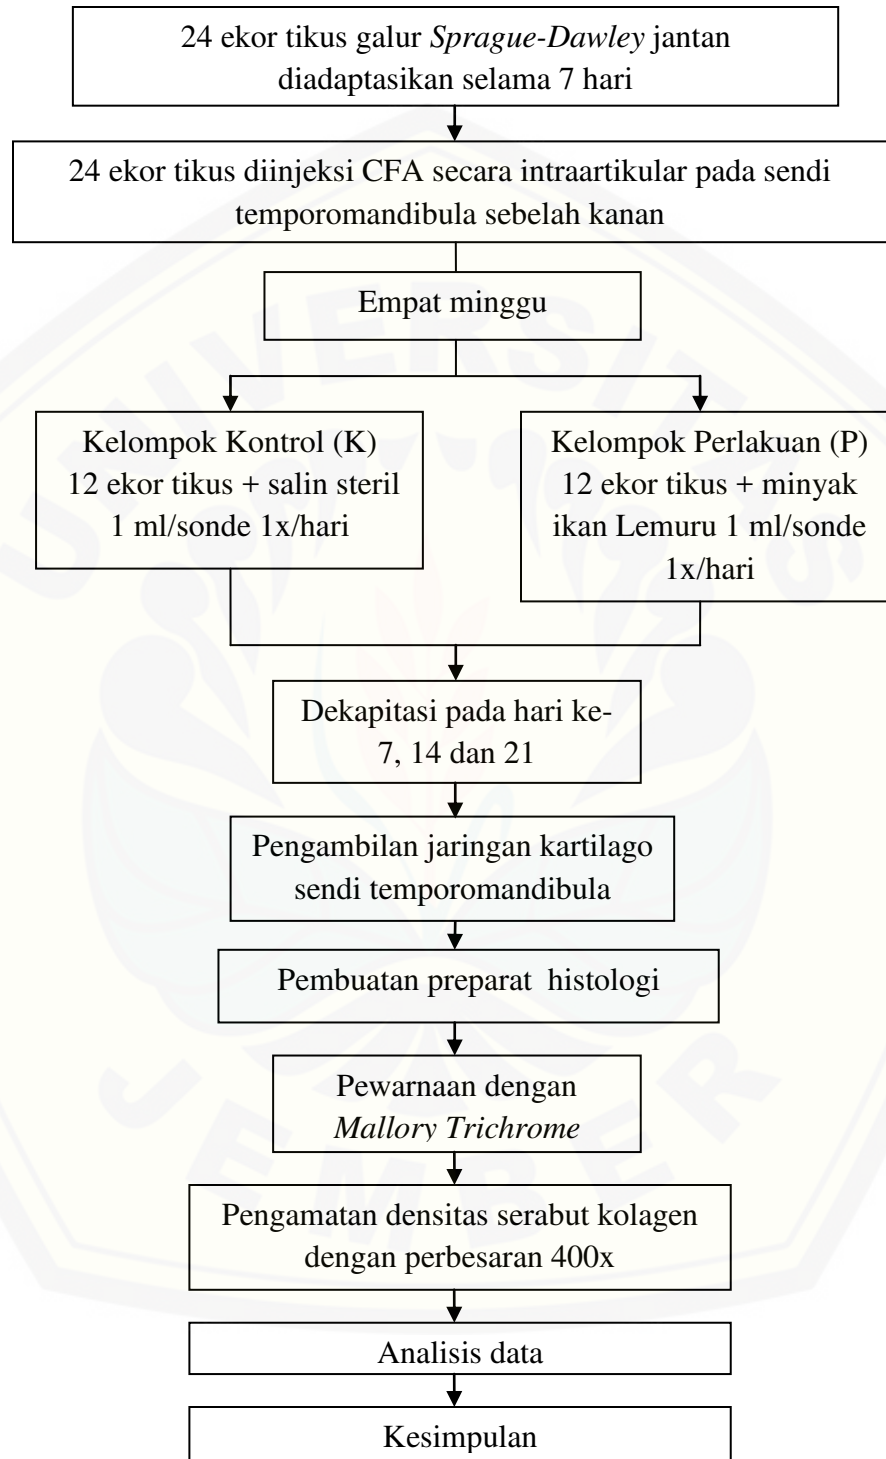 24 ekor tikus galur Sprague-Dawley jantan
diadaptasikan selama 7 hari
24 ekor tikus diinjeksi CFA secara intraartikular pada sendi
temporomandibula sebelah kanan
Empat minggu
Kelompok Kontrol (K)
12 ekor tikus + salin steril
1 ml/sonde 1x/hari
Kelompok Perlakuan (P)
12 ekor tikus + minyak
ikan Lemuru 1 ml/sonde
1x/hari
Dekapitasi pada hari ke-
7, 14 dan 21
Pengambilan jaringan kartilago
sendi temporomandibula
Pembuatan preparat histologi
Pewarnaan dengan
Mallory Trichrome
Pengamatan densitas serabut kolagen
dengan perbesaran 400x
Analisis data
Kesimpulan
UNIVERSITAS
JEMBER